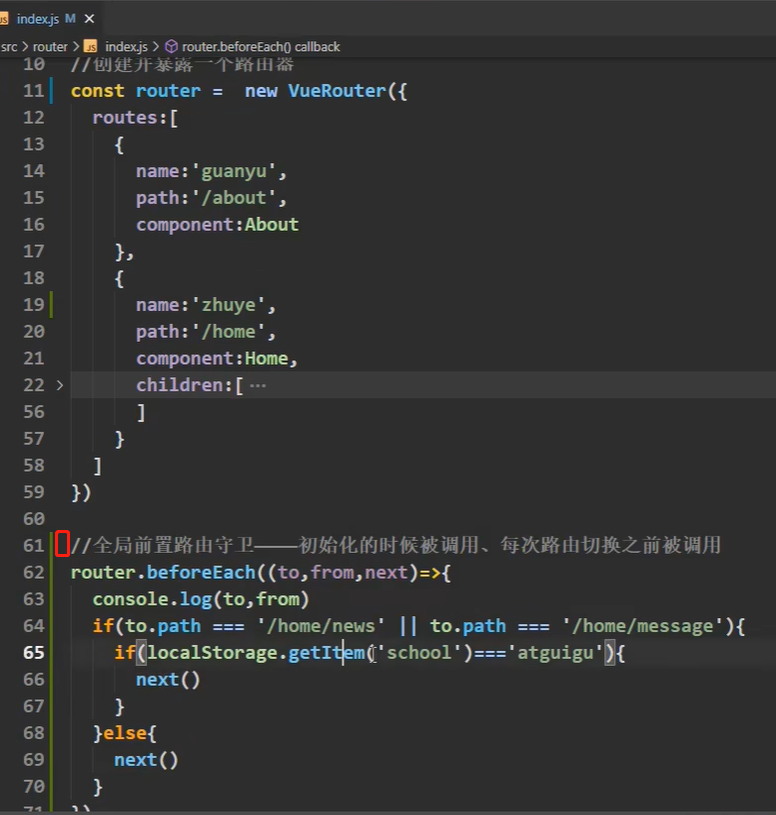 JS index.js M ×
src > router > JS index.js > router.beforeEach() callback
10 //创建并暴露一个路由器
11 const router =  new VueRouter({
12   routes:[
13     {
14       name:'guanyu',
15       path:'/about',
16       component:About
17     },
18     {
19       name:'zhuye',
20       path:'/home',
21       component:Home,
22 >     children:[ ···
56       ]
57     }
58   ]
59 })
60
61 //全局前置路由守卫————初始化的时候被调用、每次路由切换之前被调用
62 router.beforeEach((to,from,next)=>{
63   console.log(to,from)
64   if(to.path === '/home/news' || to.path === '/home/message'){
65     if(localStorage.getItem('school')==='atguigu'){
66       next()
67     }
68   }else{
69     next()
70   }
71 })